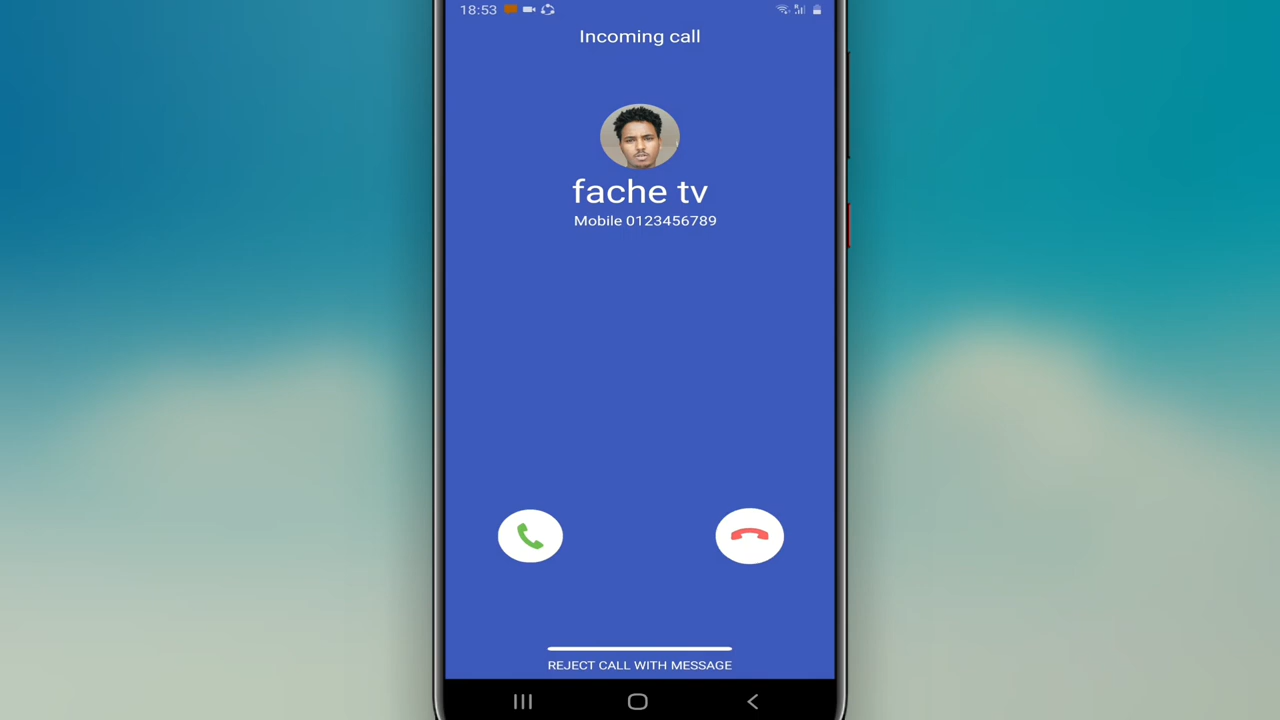 18:53
Incoming call
fache tv
Mobile 0123456789
REJECT CALL WITH MESSAGE